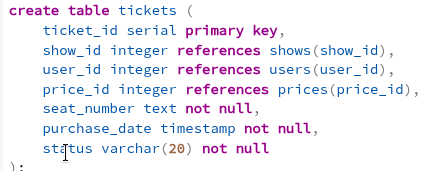 create table tickets (
ticket_id serial primary key,
show_id integer references shows(show_id),
user_id integer references users(user_id),
price_id integer references prices(price_id),
seat_number text not null,
purchase_date timestamp not null,
status varchar(20) not null
);